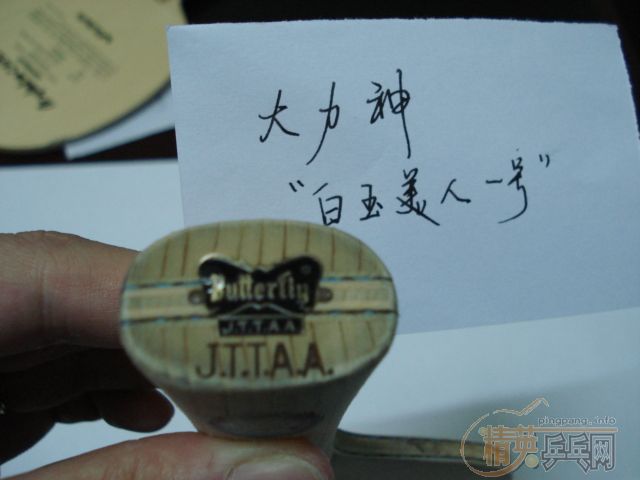 大力神
“白玉美人一号”
Butterfly
J.T.T.A.A
J.T.T.A.A.
pingpang.info
精英乒乓网